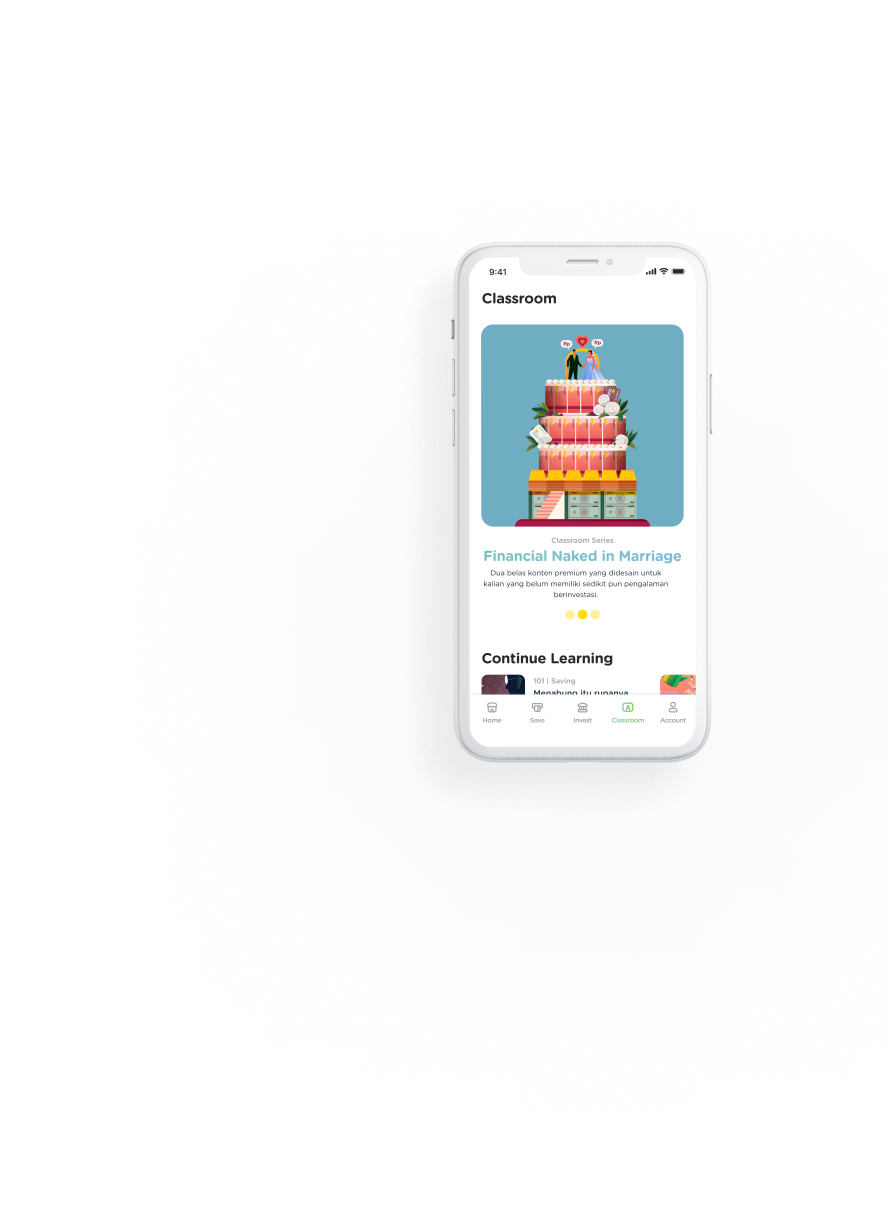 9:41
Classroom
Rp
Rp
Classroom Series
Financial Naked in Marriage
Dua belas konten premium yang didesain untuk
kalian yang belum memiliki sedikit pun pengalaman
berinvestasi.
Continue Learning
101 | Saving
Menabung itu rupanya
Home
Save
Invest
Classroom
Account